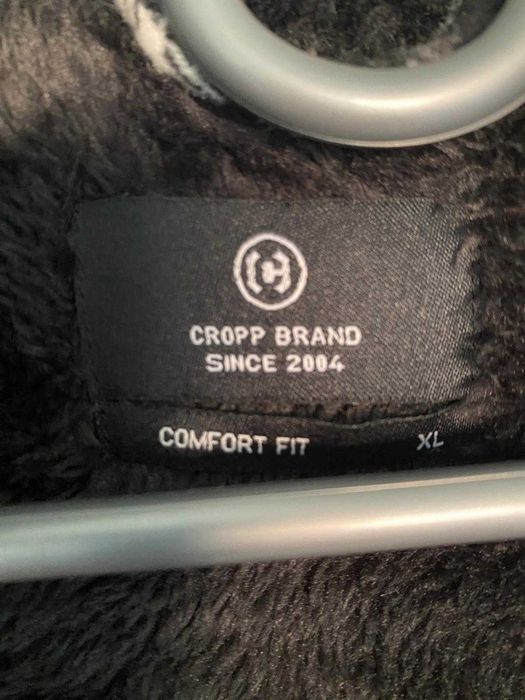 CROPP BRAND
SINCE 2004
COMFORT FIT XL